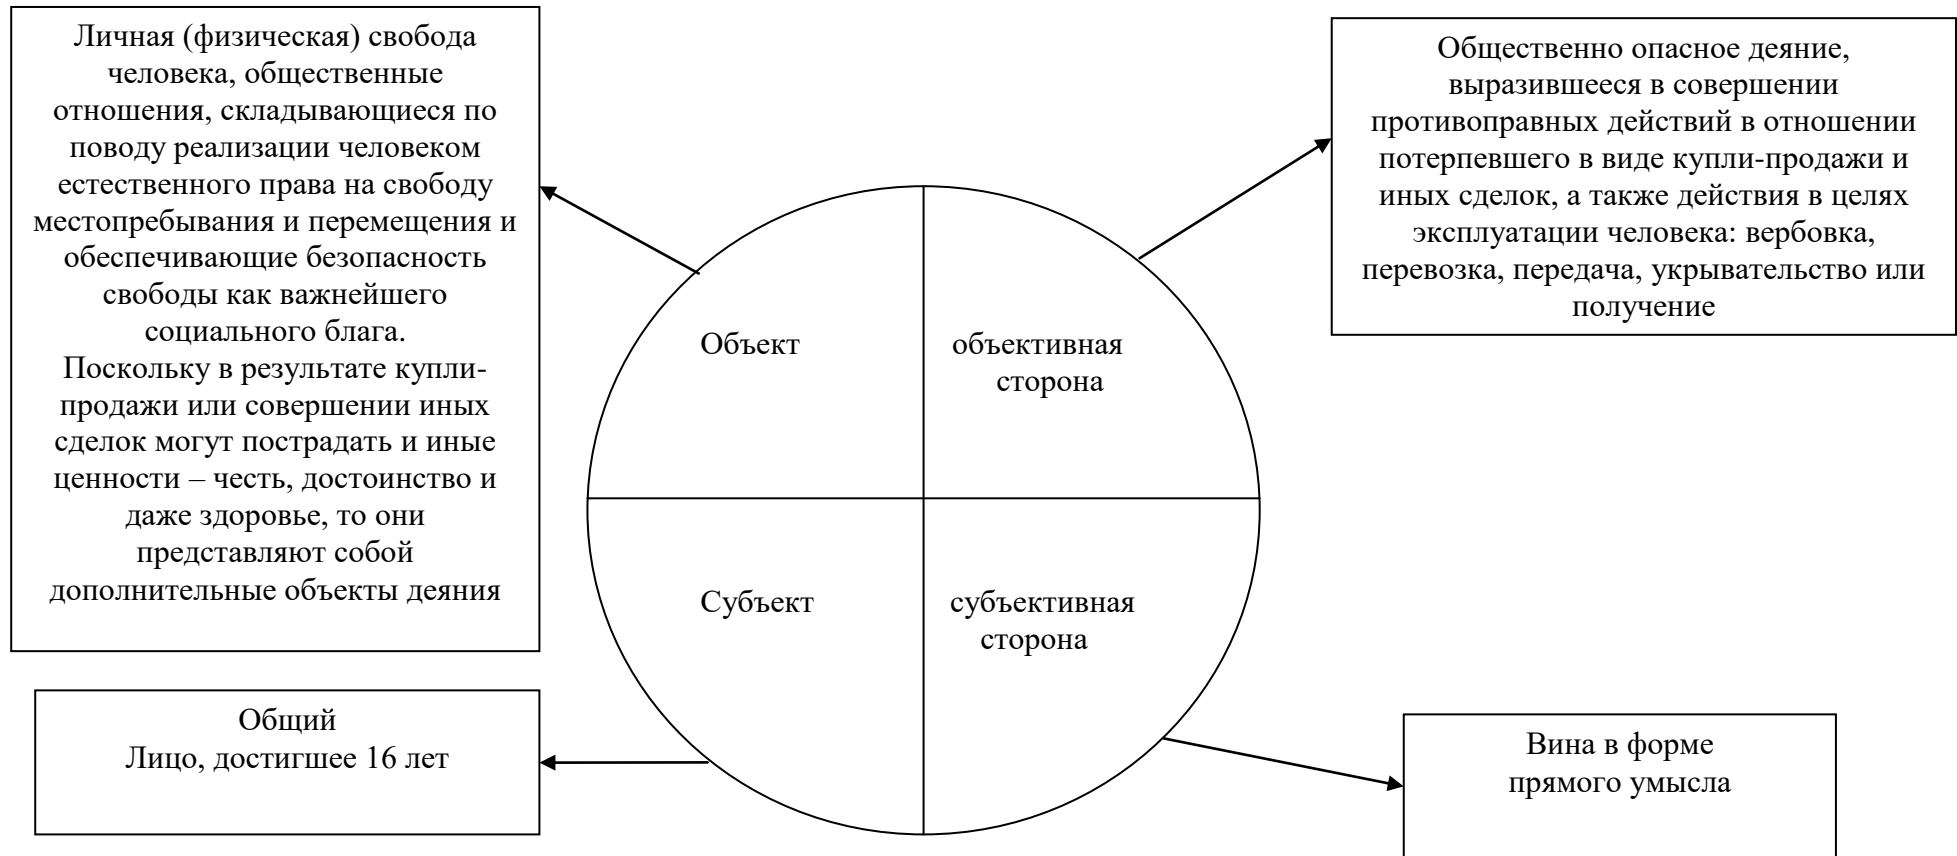 Личная (физическая) свобода
человека, общественные
отношения, складывающиеся по
поводу реализации человеком
естественного права на свободу
местопребывания и перемещения и
обеспечивающие безопасность
свободы как важнейшего
социального блага.
Поскольку в результате купли-
продажи или совершении иных
сделок могут пострадать и иные
ценности – честь, достоинство и
даже здоровье, то они
представляют собой
дополнительные объекты деяния
Общественно опасное деяние,
выразившееся в совершении
противоправных действий в отношении
потерпевшего в виде купли-продажи и
иных сделок, а также действия в целях
эксплуатации человека: вербовка,
перевозка, передача, укрывательство или
получение
Объект
объективная
сторона
Субъект
субъективная
сторона
Общий
Лицо, достигшее 16 лет
Вина в форме
прямого умысла